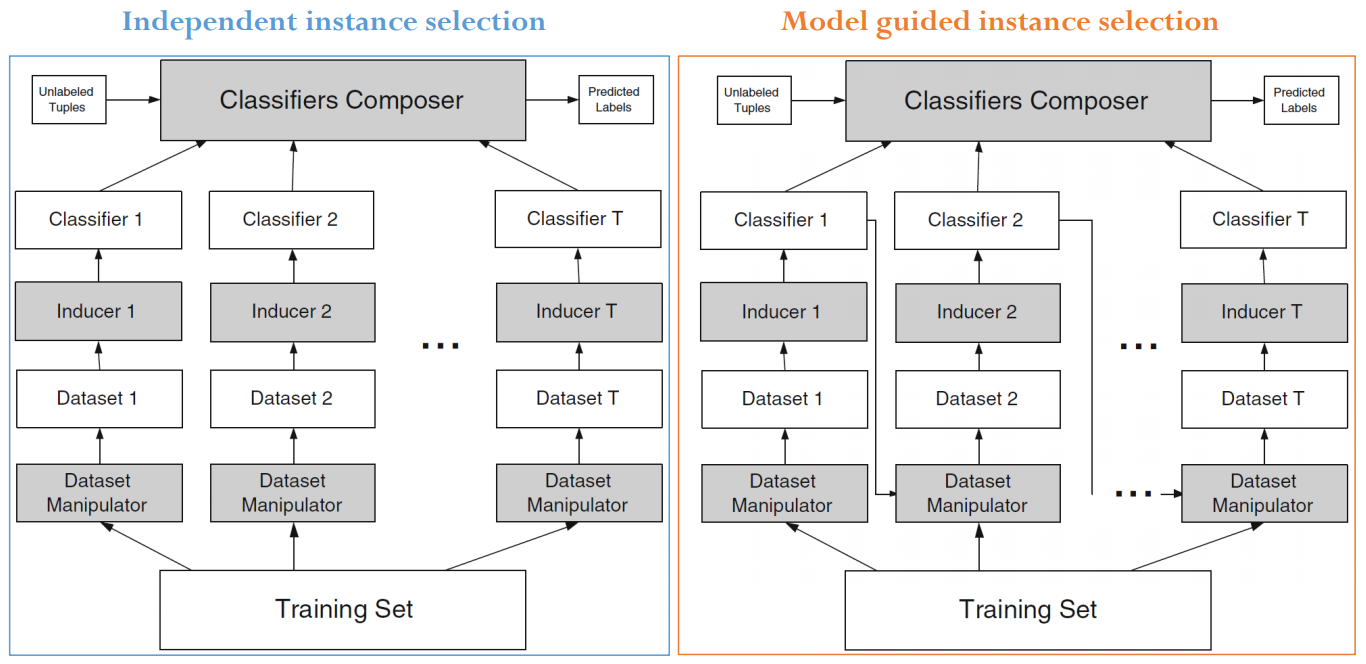 Independent instance selection
Unlabeled
Tuples
Classifiers Composer
Predicted
Labels
Classifier 1
Classifier 2
Classifier T
Inducer 1
Inducer 2
...
Inducer T
Dataset 1
Dataset 2
Dataset T
Dataset
Manipulator
Dataset
Manipulator
Dataset
Manipulator
Training Set
Model guided instance selection
Unlabeled
Tuples
Classifiers Composer
Predicted
Labels
Classifier 1
Classifier 2
Classifier T
Inducer 1
Inducer 2
...
Inducer T
Dataset 1
Dataset 2
Dataset T
Dataset
Manipulator
Dataset
Manipulator
...
Dataset
Manipulator
Training Set